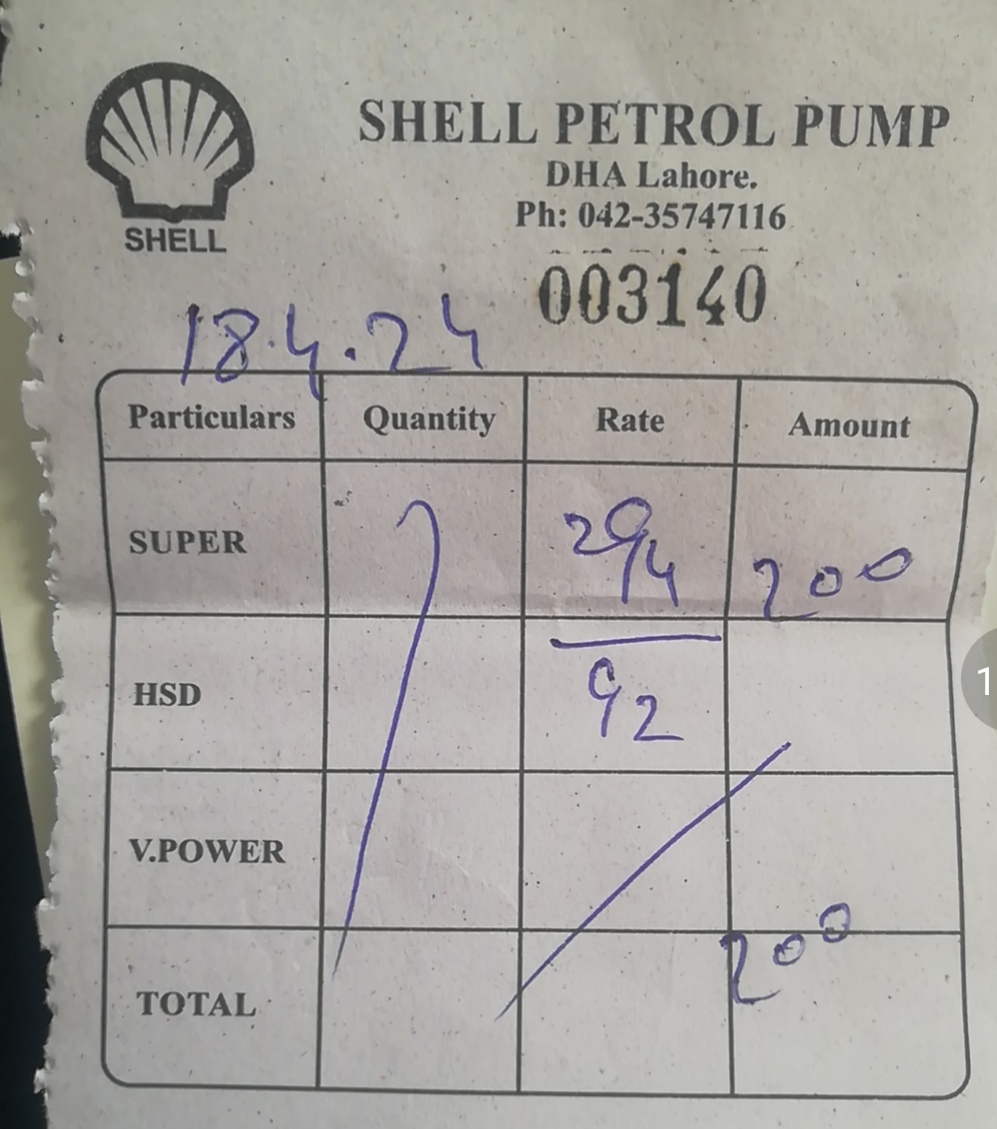 SHELL PETROL PUMP
DHA Lahore.
Ph: 042-35747116
SHELL
003140
18.4.24
Particulars Quantity Rate Amount
SUPER 294 200
HSD 92
V.POWER
TOTAL 200
1